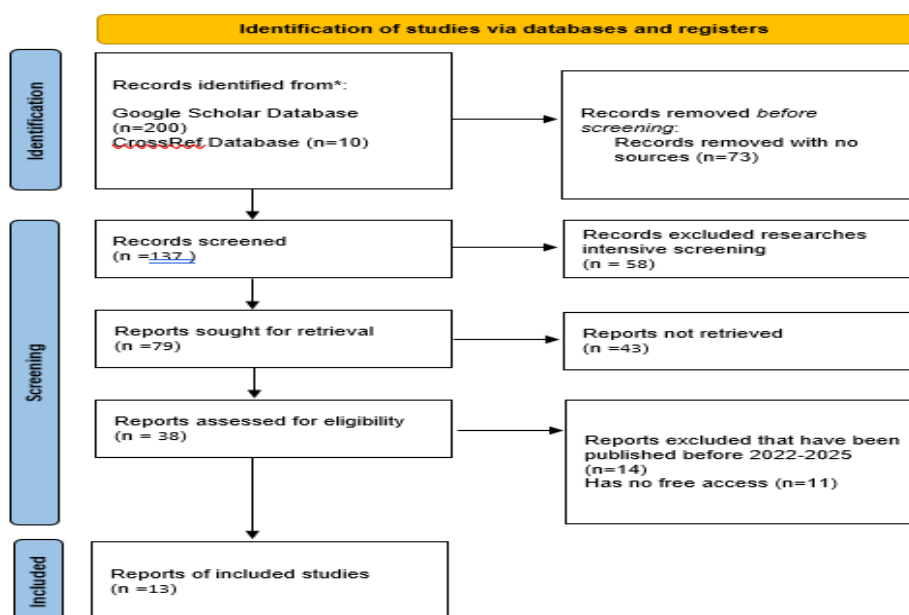 Identification of studies via databases and registers
Identification
Records identified from*:
Google Scholar Database
(n=200)
CrossRef Database (n=10)
Records removed before
screening:
Records removed with no
sources (n=73)
Screening
Records screened
(n =137 )
Records excluded researches
intensive screening
(n = 58)
Reports sought for retrieval
(n =79)
Reports not retrieved
(n =43)
Reports assessed for eligibility
(n = 38)
Reports excluded that have been
published before 2022-2025
(n=14)
Has no free access (n=11)
Included
Reports of included studies
(n =13)